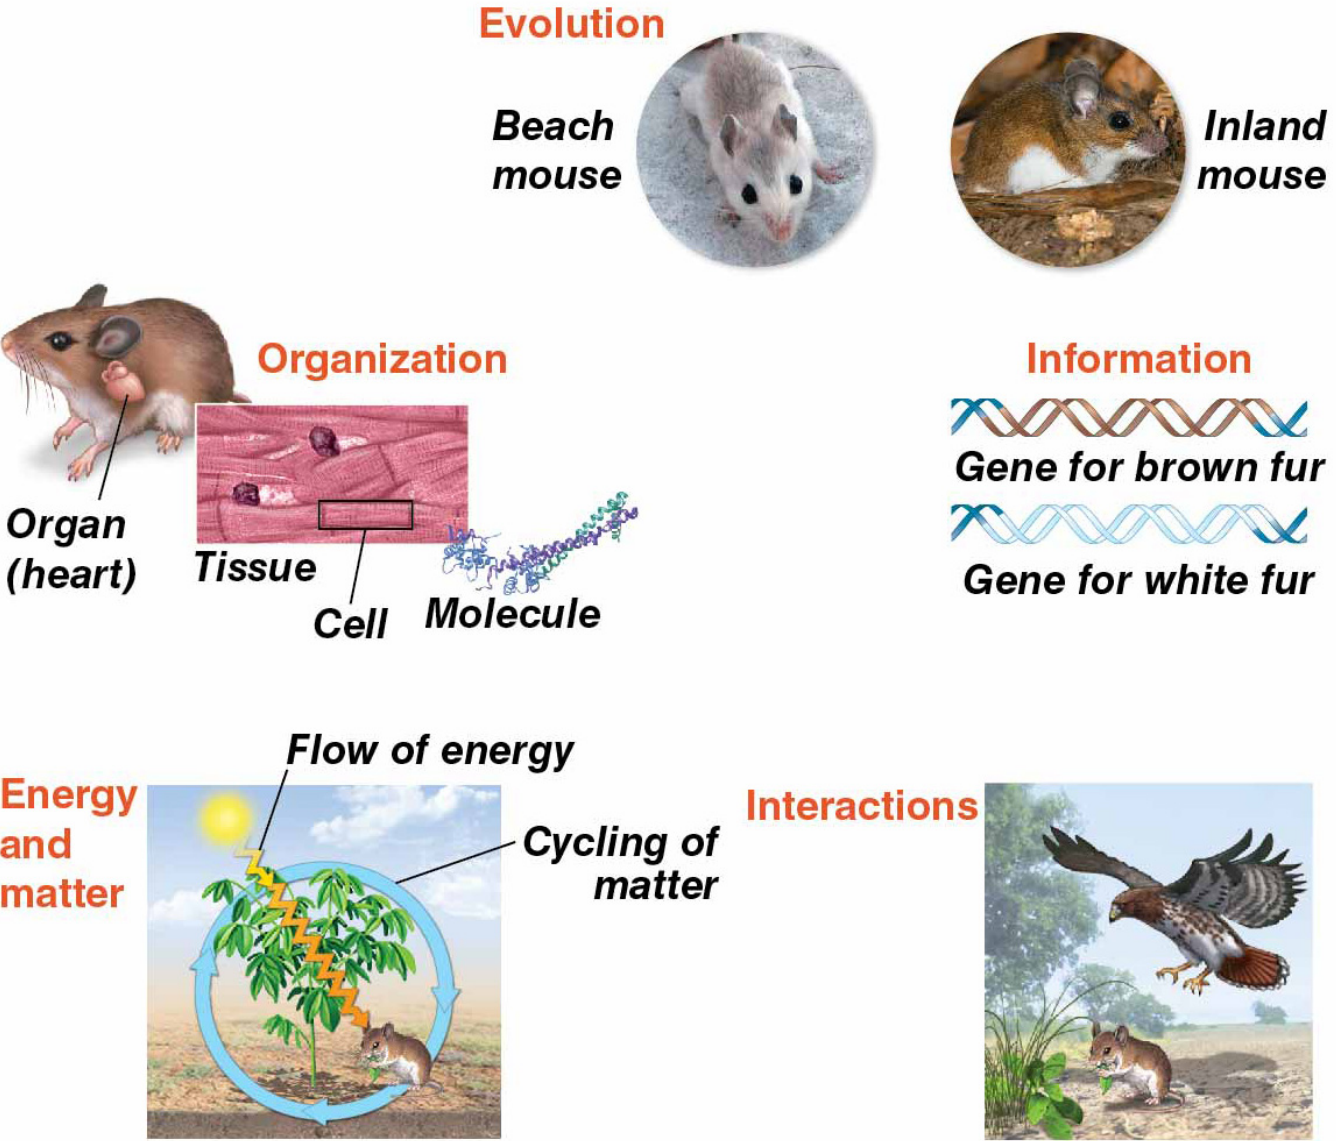 Evolution
Beach
mouse
Inland
mouse
Organization
Organ
(heart)
Tissue
Cell
Molecule
Information
Gene for brown fur
Gene for white fur
Energy
and
matter
Flow of energy
Cycling of
matter
Interactions